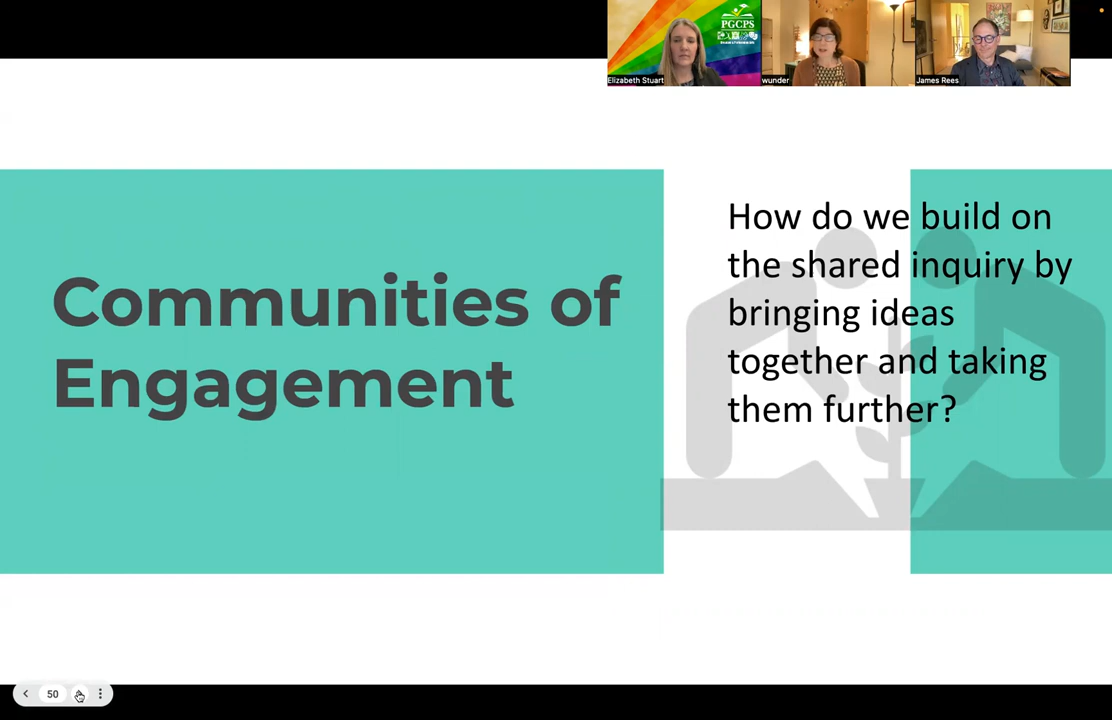 PGCPS
Elizabeth Stuart
wunder
James Rees
Communities of
Engagement
How do we build on
the shared inquiry by
bringing ideas
together and taking
them further?
50